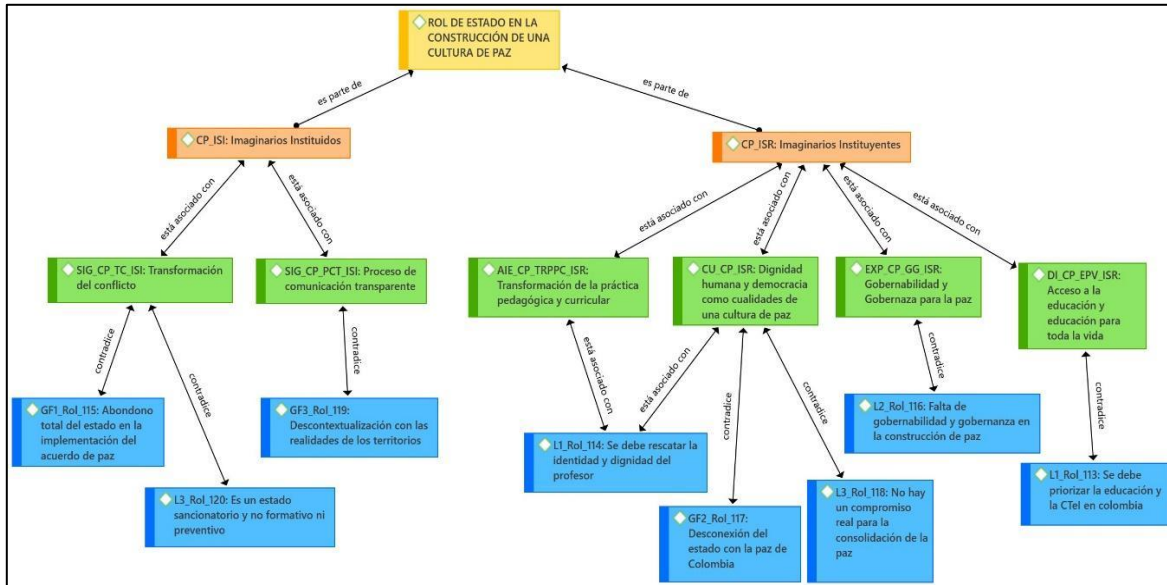 ROL DE ESTADO EN LA
CONSTRUCCIÓN DE UNA
CULTURA DE PAZ
es parte de
es parte de
CP_ISI: Imaginarios Instituidos
CP_ISR: Imaginarios Instituyentes
está asociado con
está asociado con
está asociado con
está asociado con
está asociado con
está asociado con
SIG_CP_TC_ISI: Transformación
del conflicto
SIG_CP_PCT_ISI: Proceso de
comunicación transparente
AIE_CP_TRPPC_ISR:
Transformación de la práctica
pedagógica y curricular
CU_CP_ISR: Dignidad
humana y democracia
como cualidades de
una cultura de paz
EXP_CP_GG_ISR:
Gobernabilidad y
Gobernaza para la paz
DI_CP_EPV_ISR:
Acceso a la
educación y
educación para
toda la vida
contradice
contradice
contradice
está asociado con
está asociado con
contradice
contradice
contradice
contradice
GF1_Rol_115: Abondono
total del estado en la
implementación del
acuerdo de paz
GF3_Rol_119:
Descontextualización con las
realidades de los territorios
L2_Rol_116: Falta de
gobernabilidad y gobernanza
en la construcción de paz
L1_Rol_114: Se debe rescatar la
identidad y dignidad del
profesor
L1_Rol_113: Se debe
priorizar la educación y
la CTeI en colombia
L3_Rol_120: Es un estado
sancionatorio y no formativo ni
preventivo
L3_Rol_118: No hay
un compromiso
real para la
consolidación de la
paz
GF2_Rol_117:
Desconexión del
estado con la paz de
Colombia